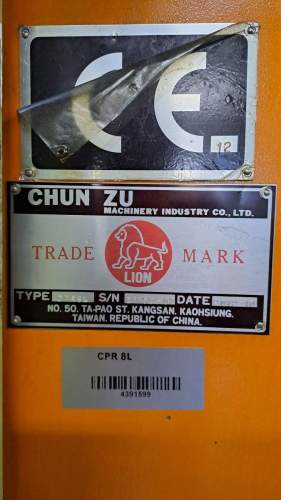 CE
12
CHUN ZU
MACHINERY INDUSTRY CO., LTD.
TRADE MARK
LION
TYPE S/N DATE
NO. 50. TA-PAO ST. KANGSAN. KAOHSIUNG.
TAIWAN. REPUBLIC OF CHINA.
CPR 8L
4391899